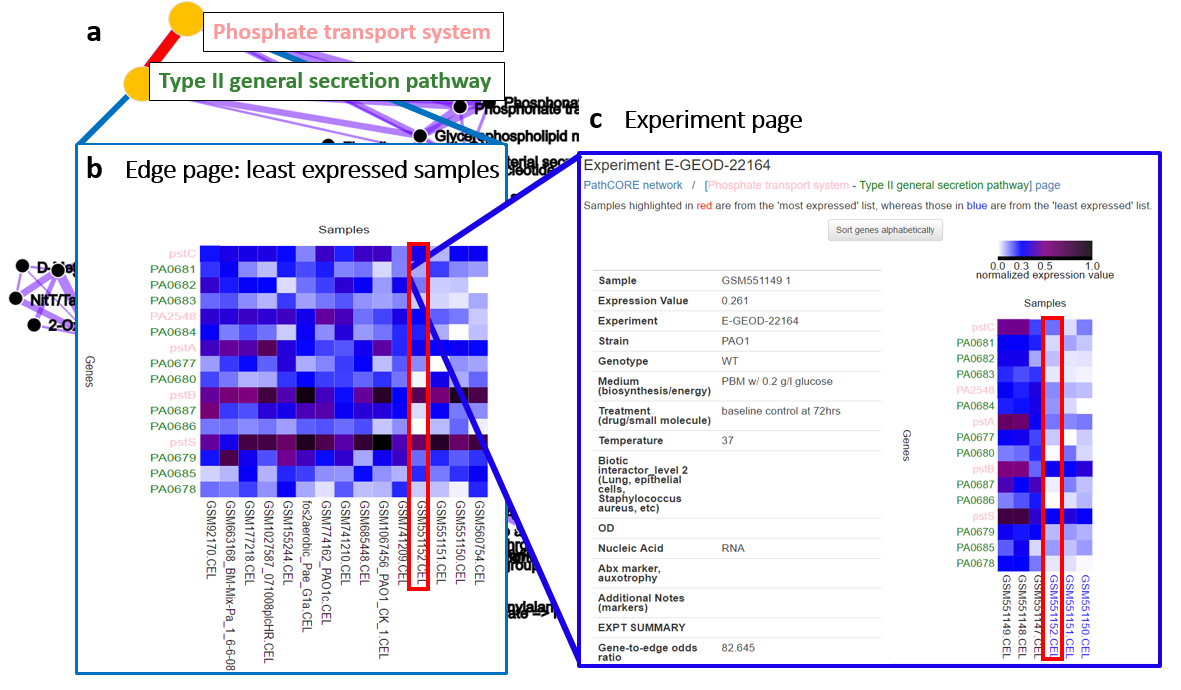 a
Phosphate transport system
Type II general secretion pathway
Phosphonat
Phosphonate tra
Glycerophospholipid m
c Experiment page
b Edge page: least expressed samples
Samples
pstC
PA0681
PA0682
PA0683
PA2548
PA0684
pstA
PA0677
PA0680
pstB
PA0687
PA0686
pstS
PA0679
PA0685
PA0678
Genes
GSM92170.CEL
GSM663168_BM-Mix-Pa_1_6-6-08
GSM177218.CEL
GSM1027587_071008plcHR.CEL
GSM155244.CEL
fos2aerobic_Pae_G1a.CEL
GSM774162_PAO1c.CEL
GSM741210.CEL
GSM665448.CEL
GSM1067456_PAO1_CK_1.CEL
GSM741209.CEL
GSM551152.CEL
GSM551151.CEL
GSM551150.CEL
GSM560754.CEL
NitT/Ta
2-Ox
Experiment E-GEOD-22164
PathCORE network / [Phosphate transport system - Type II general secretion pathway] page
Samples highlighted in red are from the 'most expressed' list, whereas those in blue are from the 'least expressed' list.
Sort genes alphabetically
Sample GSM551149 1
Expression Value 0.261
Experiment E-GEOD-22164
Strain PAO1
Genotype WT
Medium
(biosynthesis/energy) PBM w/ 0.2 g/l glucose
Treatment
(drug/small molecule) baseline control at 72hrs
Temperature 37
Biotic
interactor_level 2
(Lung, epithelial
cells,
Staphylococcus
aureus, etc)
OD
Nucleic Acid RNA
Abx marker,
auxotrophy
Additional Notes
(markers)
EXPT SUMMARY
Gene-to-edge odds
ratio 82.645
0.0 0.3 0.5 1.0
normalized expression value
Samples
pstC
PA0681
PA0682
PA0683
PA2548
PA0684
pstA
PA0677
PA0680
pstB
PA0687
PA0686
pstS
PA0679
PA0685
PA0678
Genes
GSM551149.CEL
GSM551148.CEL
GSM551147.CEL
GSM551152.CEL
GSM551151.CEL
GSM551150.CEL